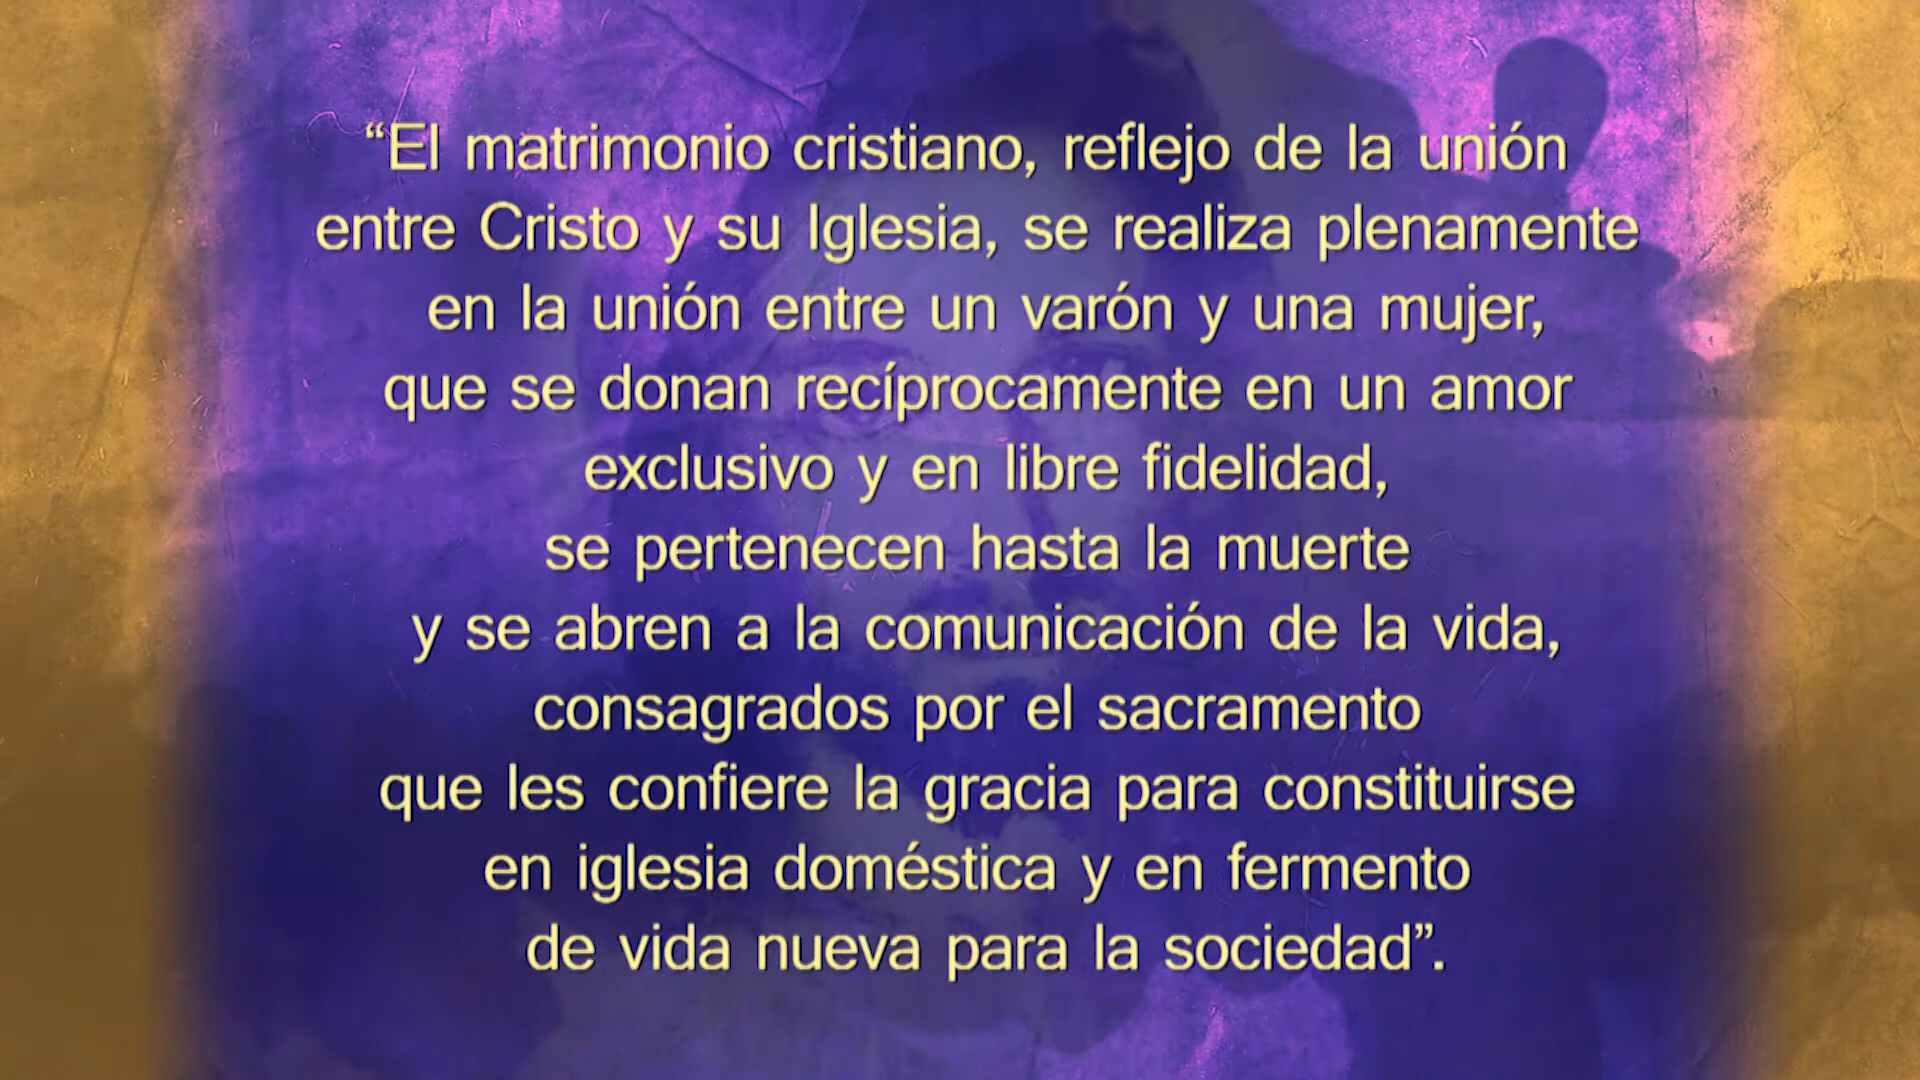 “El matrimonio cristiano, reflejo de la unión
entre Cristo y su Iglesia, se realiza plenamente
en la unión entre un varón y una mujer,
que se donan recíprocamente en un amor
exclusivo y en libre fidelidad,
se pertenecen hasta la muerte
y se abren a la comunicación de la vida,
consagrados por el sacramento
que les confiere la gracia para constituirse
en iglesia doméstica y en fermento
de vida nueva para la sociedad”.